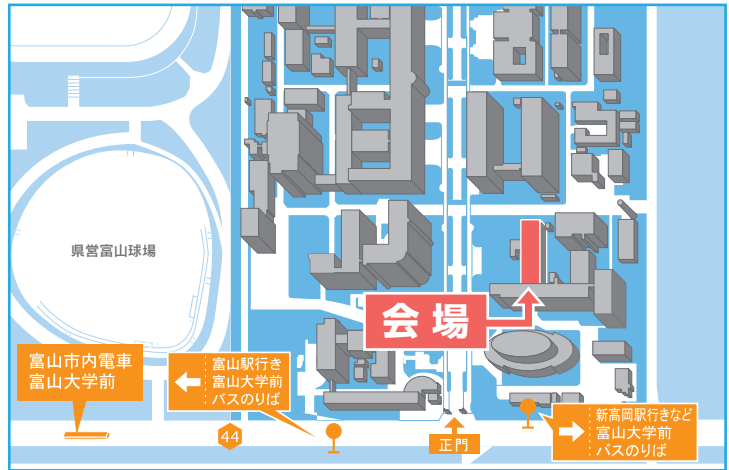 県営富山球場
会場
富山市内電車
富山大学前
富山駅行き
富山大学前
バスのりば
44
正門
新高岡駅行きなど
富山大学前
バスのりば